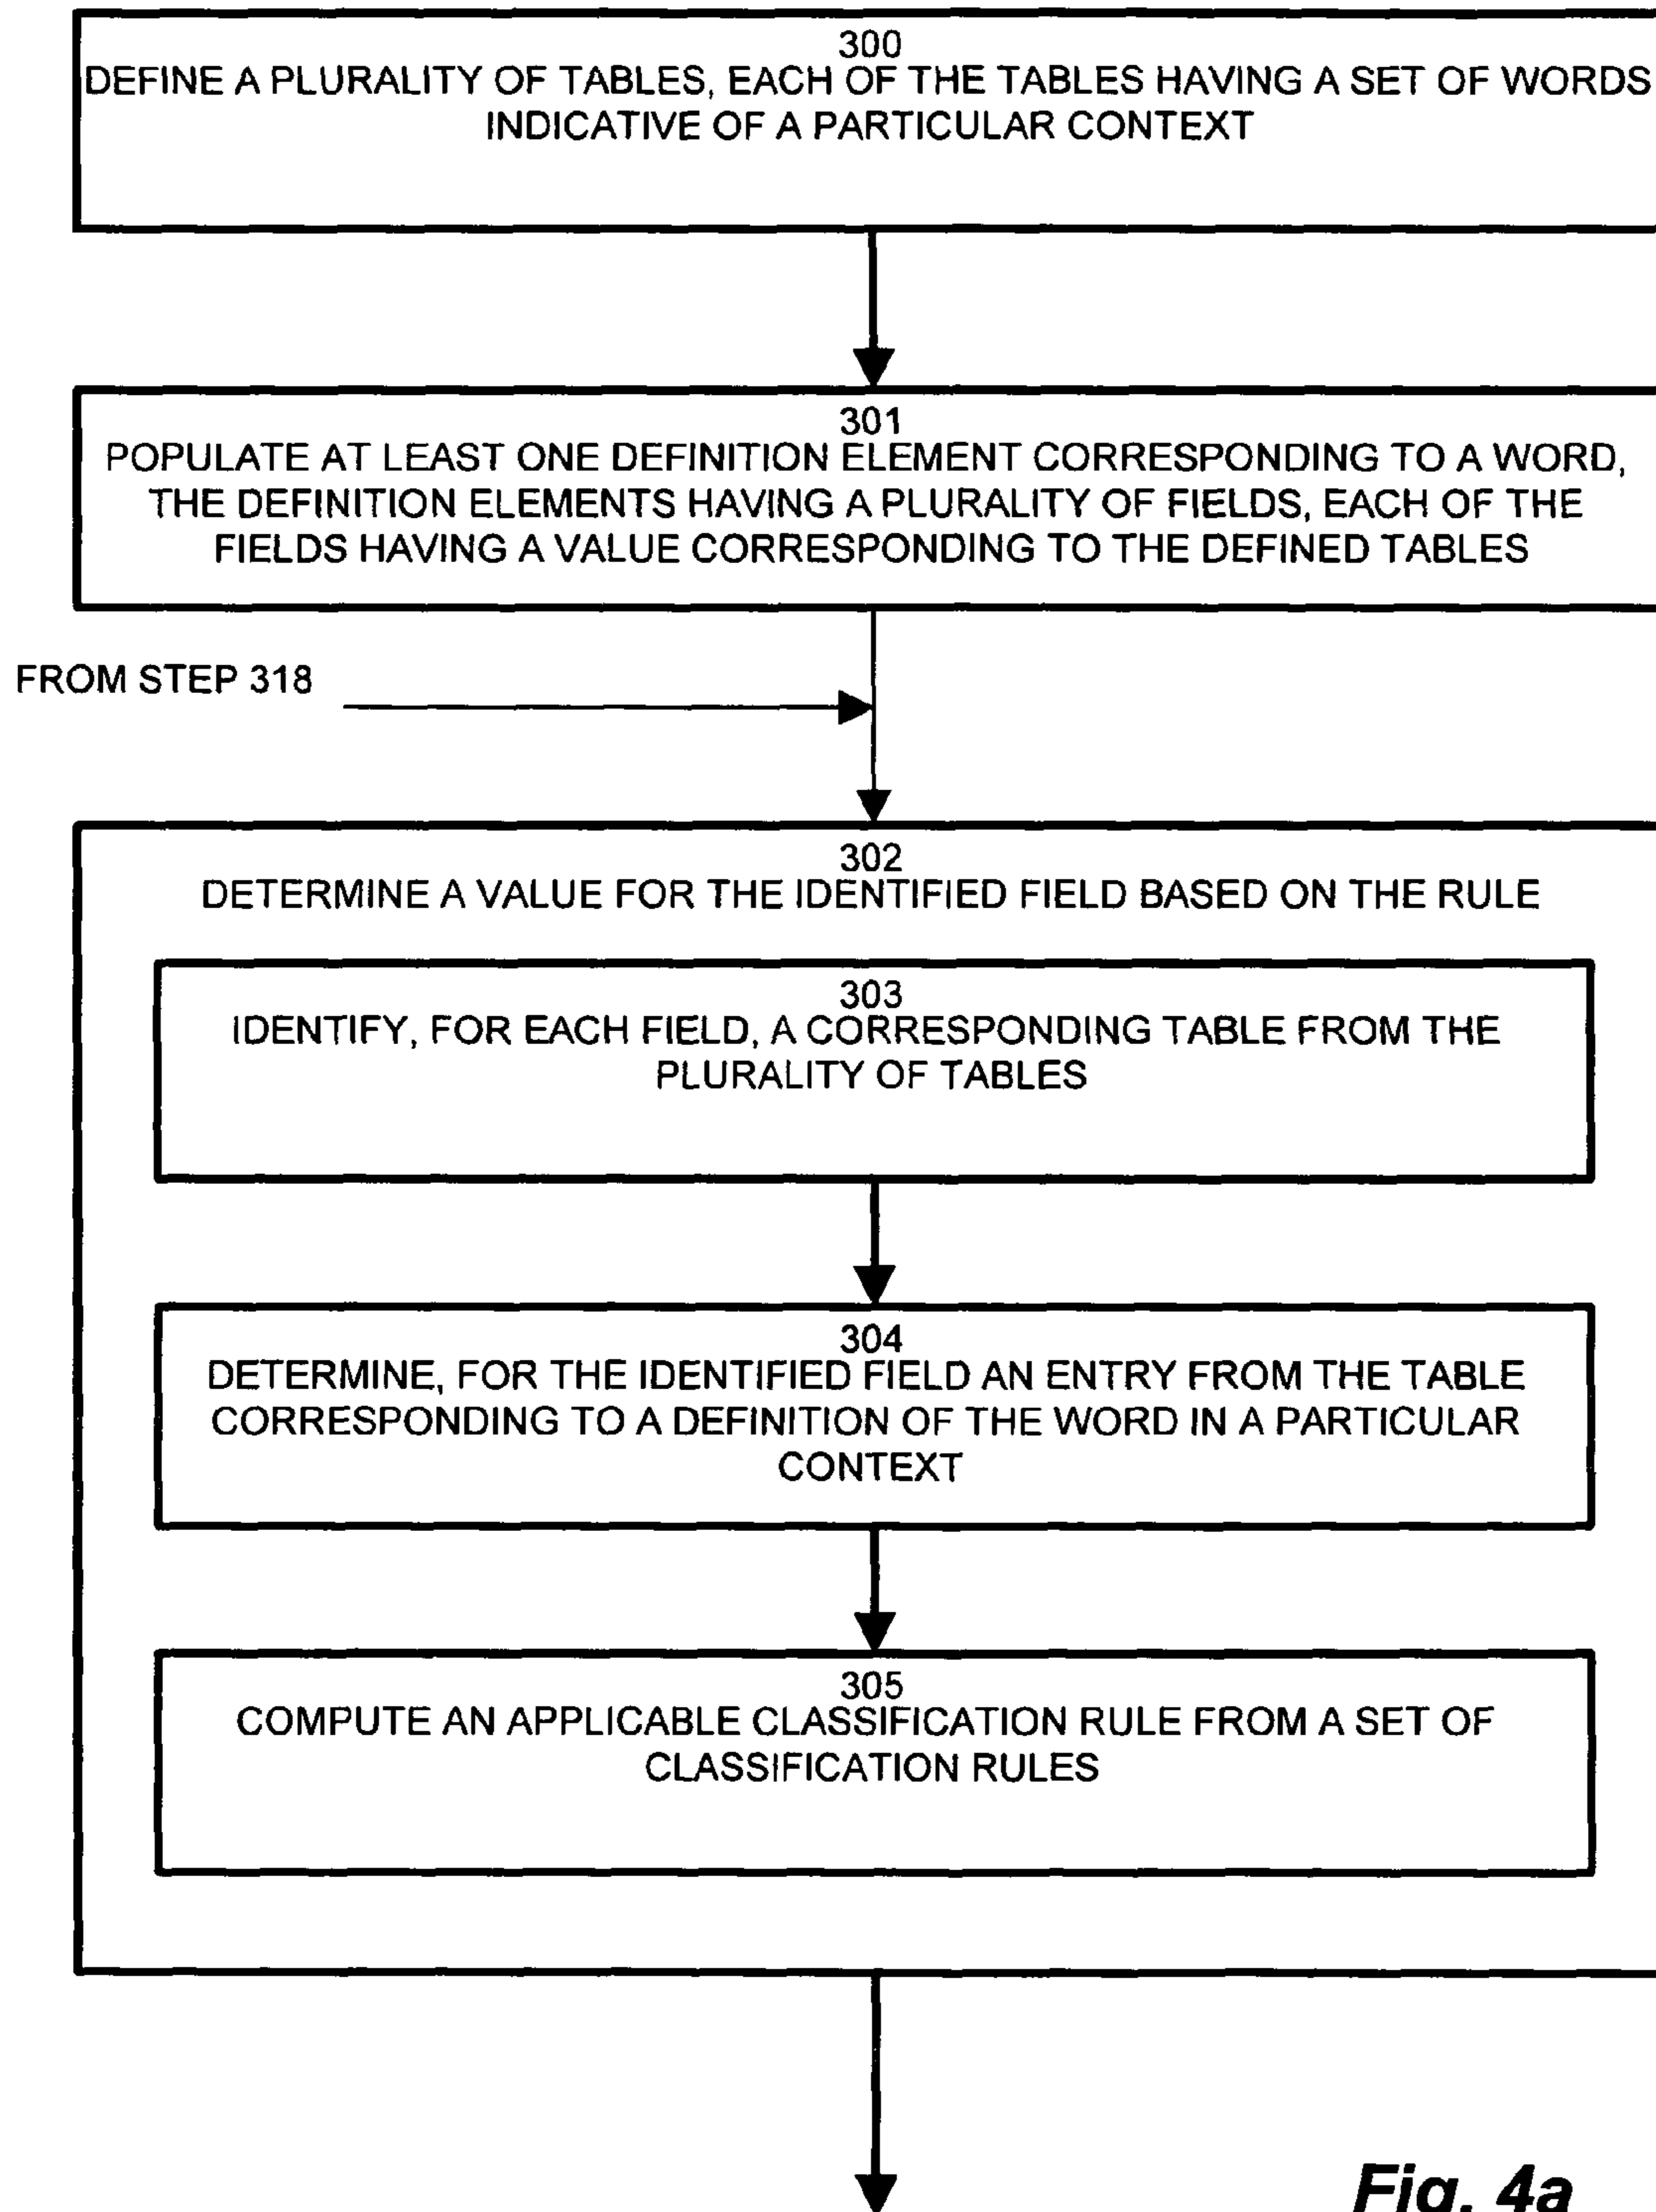 300
DEFINE A PLURALITY OF TABLES, EACH OF THE TABLES HAVING A SET OF WORDS
INDICATIVE OF A PARTICULAR CONTEXT
301
POPULATE AT LEAST ONE DEFINITION ELEMENT CORRESPONDING TO A WORD,
THE DEFINITION ELEMENTS HAVING A PLURALITY OF FIELDS, EACH OF THE
FIELDS HAVING A VALUE CORRESPONDING TO THE DEFINED TABLES
FROM STEP 318
302
DETERMINE A VALUE FOR THE IDENTIFIED FIELD BASED ON THE RULE
303
IDENTIFY, FOR EACH FIELD, A CORRESPONDING TABLE FROM THE
PLURALITY OF TABLES
304
DETERMINE, FOR THE IDENTIFIED FIELD AN ENTRY FROM THE TABLE
CORRESPONDING TO A DEFINITION OF THE WORD IN A PARTICULAR
CONTEXT
305
COMPUTE AN APPLICABLE CLASSIFICATION RULE FROM A SET OF
CLASSIFICATION RULES
Fig. 4a